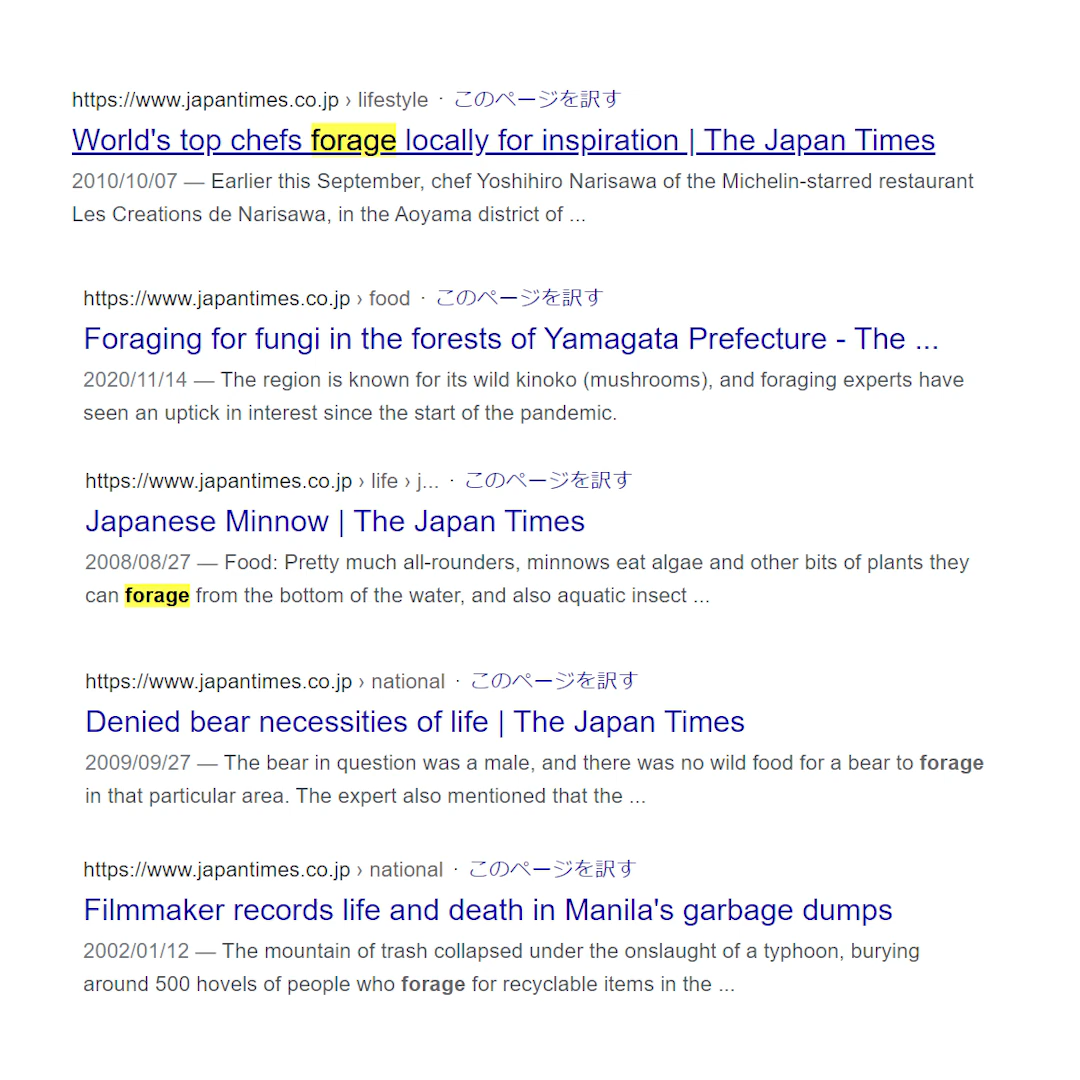 https://www.japantimes.co.jp › lifestyle · このページを訳す
World's top chefs forage locally for inspiration | The Japan Times
2010/10/07 — Earlier this September, chef Yoshihiro Narisawa of the Michelin-starred restaurant
Les Creations de Narisawa, in the Aoyama district of ...
https://www.japantimes.co.jp › food · このページを訳す
Foraging for fungi in the forests of Yamagata Prefecture - The ...
2020/11/14 — The region is known for its wild kinoko (mushrooms), and foraging experts have
seen an uptick in interest since the start of the pandemic.
https://www.japantimes.co.jp › life › j... · このページを訳す
Japanese Minnow | The Japan Times
2008/08/27 — Food: Pretty much all-rounders, minnows eat algae and other bits of plants they
can forage from the bottom of the water, and also aquatic insect ...
https://www.japantimes.co.jp › national · このページを訳す
Denied bear necessities of life | The Japan Times
2009/09/27 — The bear in question was a male, and there was no wild food for a bear to forage
in that particular area. The expert also mentioned that the ...
https://www.japantimes.co.jp › national · このページを訳す
Filmmaker records life and death in Manila's garbage dumps
2002/01/12 — The mountain of trash collapsed under the onslaught of a typhoon, burying
around 500 hovels of people who forage for recyclable items in the ...